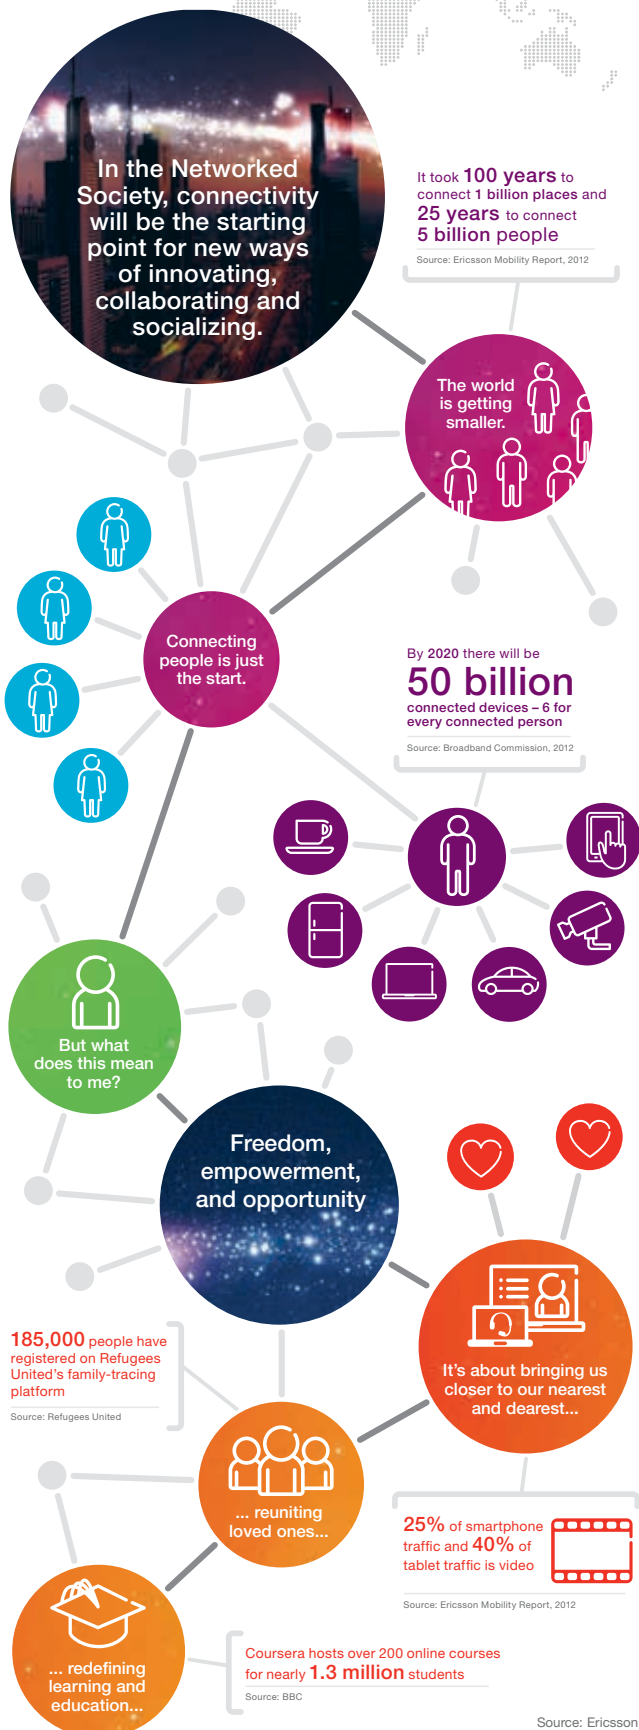 In the Networked
Society, connectivity
will be the starting
point for new ways
of innovating,
collaborating and
socializing.
It took 100 years to
connect 1 billion places and
25 years to connect
5 billion people
Source: Ericsson Mobility Report, 2012
The world
is getting
smaller.
Connecting
people is just
the start.
By 2020 there will be
50 billion
connected devices – 6 for
every connected person
Source: Broadband Commission, 2012
But what
does this mean
to me?
Freedom,
empowerment,
and opportunity
It's about bringing us
closer to our nearest
and dearest...
185,000 people have
registered on Refugees
United's family-tracing
platform
Source: Refugees United
... reuniting
loved ones...
25% of smartphone
traffic and 40% of
tablet traffic is video
Source: Ericsson Mobility Report, 2012
... redefining
learning and
education...
Coursera hosts over 200 online courses
for nearly 1.3 million students
Source: BBC
Source: Ericsson